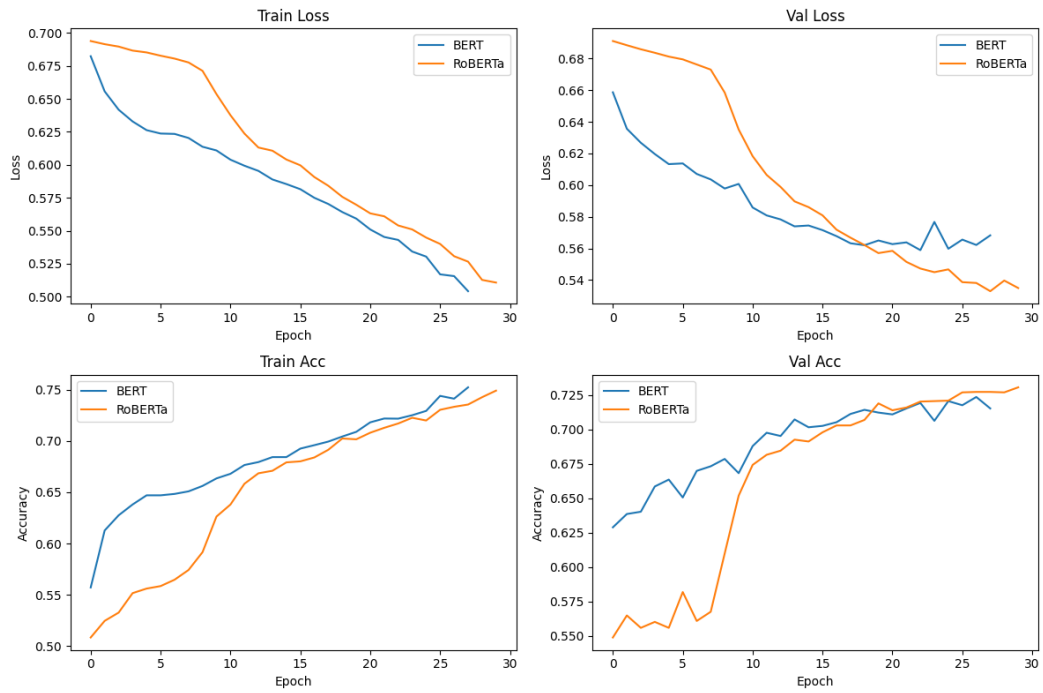 Train Loss
0.700
0.675
0.650
0.625
0.600
0.575
0.550
0.525
0.500
Loss
BERT
RoBERTa
0 5 10 15 20 25 30
Epoch
Val Loss
0.68
0.66
0.64
0.62
0.60
0.58
0.56
0.54
Loss
BERT
RoBERTa
0 5 10 15 20 25 30
Epoch
Train Acc
0.75
0.70
0.65
0.60
0.55
0.50
Accuracy
BERT
RoBERTa
0 5 10 15 20 25 30
Epoch
Val Acc
0.725
0.700
0.675
0.650
0.625
0.600
0.575
0.550
Accuracy
BERT
RoBERTa
0 5 10 15 20 25 30
Epoch